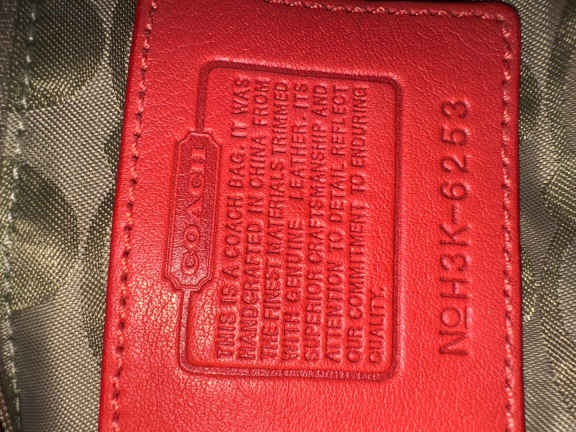 COACH
THIS IS A COACH BAG. IT WAS
HANDCRAFTED IN CHINA FROM
THE FINEST MATERIALS TRIMMED
WITH GENUINE LEATHER. ITS
SUPERIOR CRAFTSMANSHIP AND
ATTENTION TO DETAIL REFLECT
OUR COMMITMENT TO ENDURING
QUALITY.
NO H3K-6253